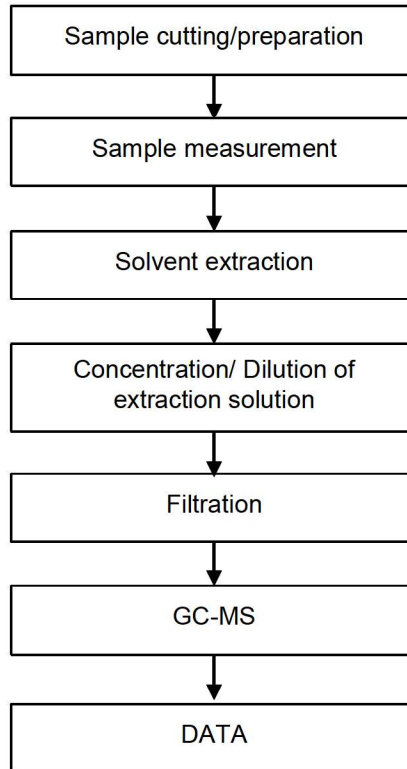 Sample cutting/preparation
Sample measurement
Solvent extraction
Concentration/ Dilution of
extraction solution
Filtration
GC-MS
DATA